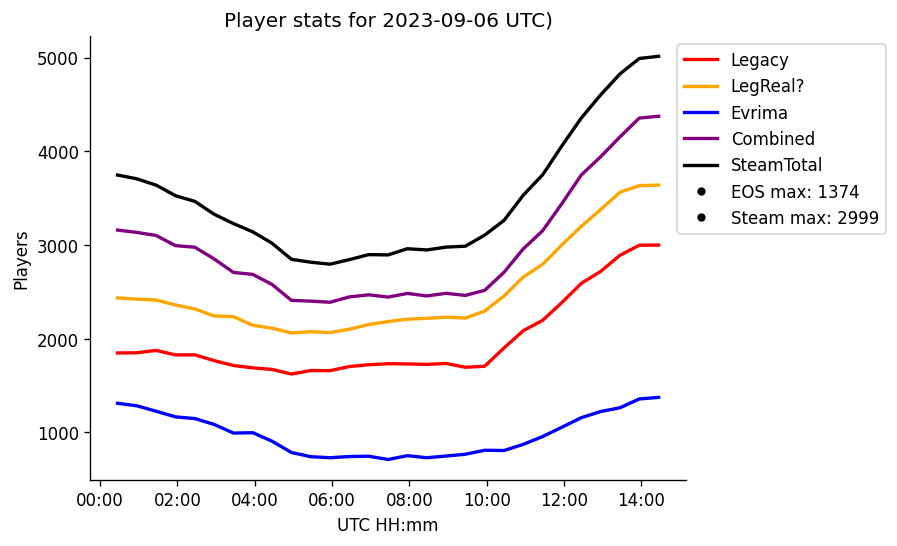 Player stats for 2023-09-06 UTC)
5000
4000
3000
2000
1000
Players
00:00 02:00 04:00 06:00 08:00 10:00 12:00 14:00
UTC HH:mm
Legacy
LegReal?
Evrima
Combined
SteamTotal
EOS max: 1374
Steam max: 2999